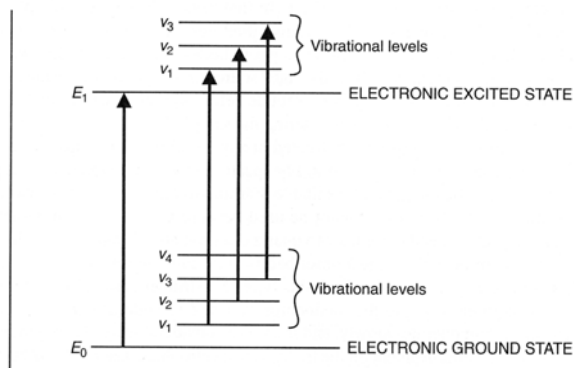 v3
v2 Vibrational levels
v1
E1 ELECTRONIC EXCITED STATE
v4
v3
v2 Vibrational levels
v1
E0 ELECTRONIC GROUND STATE